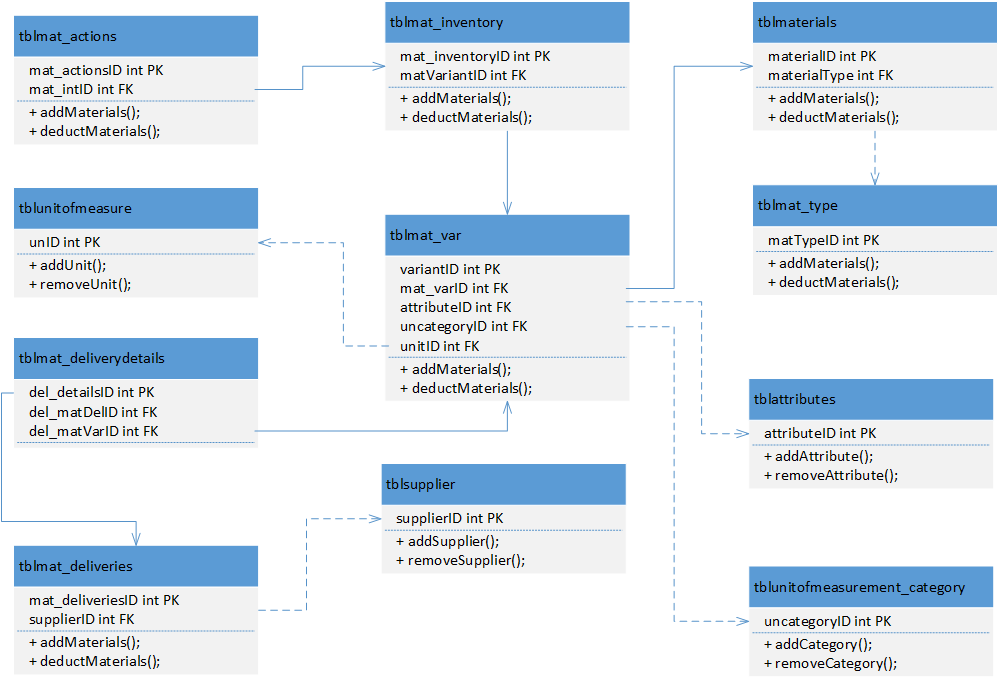 tblmat_actions
mat_actionsID int PK
mat_intID int FK
+ addMaterials();
+ deductMaterials();
tblmat_inventory
mat_inventoryID int PK
matVariantID int FK
+ addMaterials();
+ deductMaterials();
tblmaterials
materialID int PK
materialType int FK
+ addMaterials();
+ deductMaterials();
tblunitofmeasure
unID int PK
+ addUnit();
+ removeUnit();
tblmat_var
variantID int PK
mat_varID int FK
attributeID int FK
uncategoryID int FK
unitID int FK
+ addMaterials();
+ deductMaterials();
tblmat_type
matTypeID int PK
+ addMaterials();
+ deductMaterials();
tblmat_deliverydetails
del_detailsID int PK
del_matDelID int FK
del_matVarID int FK
tblattributes
attributeID int PK
+ addAttribute();
+ removeAttribute();
tblsupplier
supplierID int PK
+ addSupplier();
+ removeSupplier();
tblmat_deliveries
mat_deliveriesID int PK
supplierID int FK
+ addMaterials();
+ deductMaterials();
tblunitofmeasurement_category
uncategoryID int PK
+ addCategory();
+ removeCategory();